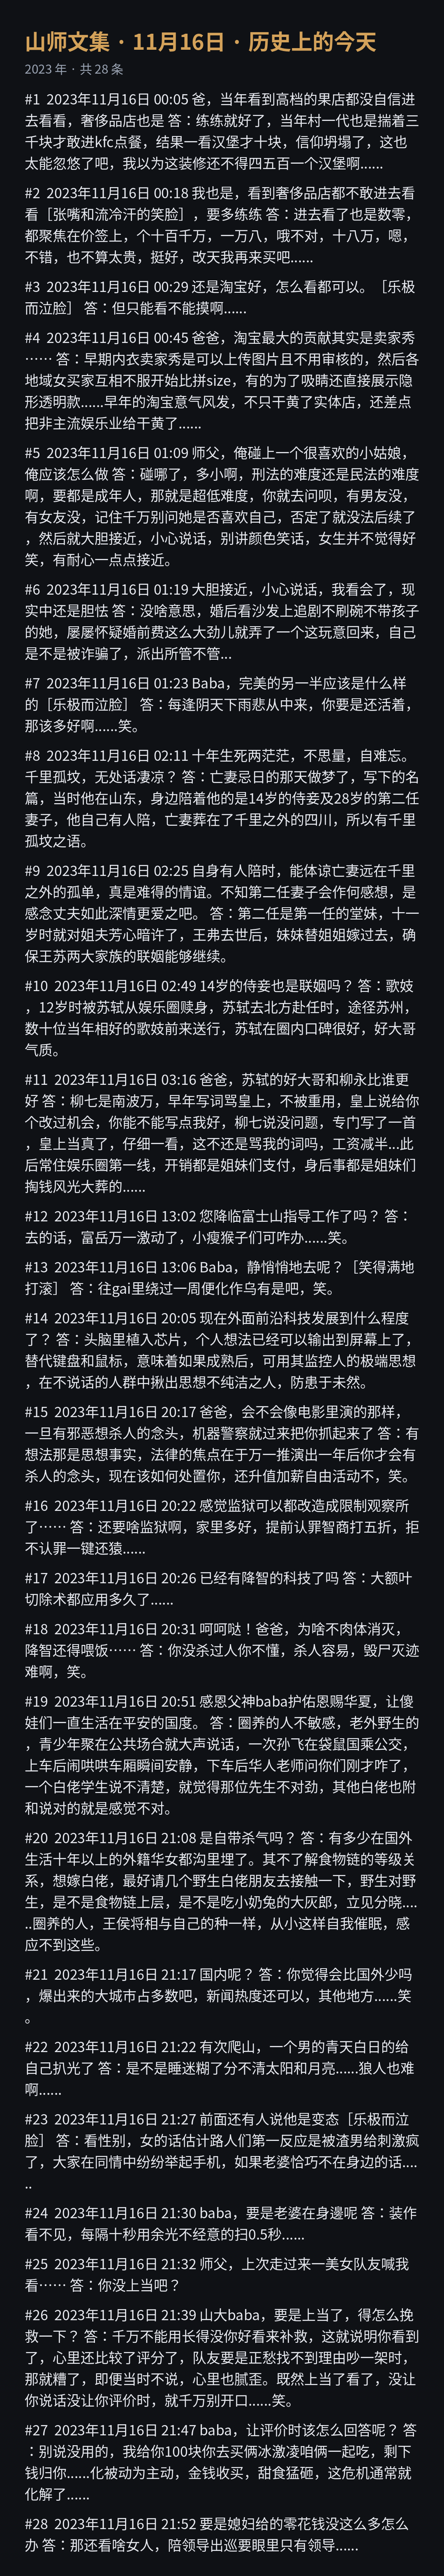 山师文集 · 11月16日 · 历史上的今天
2023 年 · 共 28 条
#1 2023年11月16日 00:05 爸，当年看到高档的果店都没自信进
去看看，奢侈品店也是 答：练练就好了，当年村一代也是揣着三
千块才敢进kfc点餐，结果一看汉堡才十块，信仰坍塌了，这也
太能忽悠了吧，我以为这装修还不得四五百一个汉堡啊……
#2 2023年11月16日 00:18 我也是，看到奢侈品店都不敢进去看
看［张嘴和流冷汗的笑脸］，要多练练 答：进去看了也是数零，
都聚焦在价签上，个十百千万，一万八，哦不对，十八万，嗯，
不错，也不算太贵，挺好，改天我再来买吧……
#3 2023年11月16日 00:29 还是淘宝好，怎么看都可以。［乐极
而泣脸］ 答：但只能看不能摸啊……
#4 2023年11月16日 00:45 爸爸，淘宝最大的贡献其实是卖家秀
⋯⋯ 答：早期内衣卖家秀是可以上传图片且不用审核的，然后各
地域女买家互相不服开始比拼size，有的为了吸睛还直接展示隐
形透明款……早年的淘宝意气风发，不只干黄了实体店，还差点
把非主流娱乐业给干黄了……
#5 2023年11月16日 01:09 师父，俺碰上一个很喜欢的小姑娘，
俺应该怎么做 答：碰哪了，多小啊，刑法的难度还是民法的难度
啊，要都是成年人，那就是超低难度，你就去问呗，有男友没，
有女友没，记住千万别问她是否喜欢自己，否定了就没法后续了
，然后就大胆接近，小心说话，别讲颜色笑话，女生并不觉得好
笑，有耐心一点点接近。
#6 2023年11月16日 01:19 大胆接近，小心说话，我看会了，现
实中还是胆怯 答：没啥意思，婚后看沙发上追剧不刷碗不带孩子
的她，屡屡怀疑婚前费这么大劲儿就弄了一个这玩意回来，自己
是不是被诈骗了，派出所管不管...
#7 2023年11月16日 01:23 Baba，完美的另一半应该是什么样
的［乐极而泣脸］ 答：每逢阴天下雨悲从中来，你要是还活着，
那该多好啊……笑。
#8 2023年11月16日 02:11 十年生死两茫茫，不思量，自难忘。
千里孤坟，无处话凄凉？ 答：亡妻忌日的那天做梦了，写下的名
篇，当时他在山东，身边陪着他的是14岁的侍妾及28岁的第二任
妻子，他自己有人陪，亡妻葬在了千里之外的四川，所以有千里
孤坟之语。
#9 2023年11月16日 02:25 自身有人陪时，能体谅亡妻远在千里
之外的孤单，真是难得的情谊。不知第二任妻子会作何感想，是
感念丈夫如此深情更爱之吧。 答：第二任是第一任的堂妹，十一
岁时就对姐夫芳心暗许了，王弗去世后，妹妹替姐姐嫁过去，确
保王苏两大家族的联姻能够继续。
#10 2023年11月16日 02:49 14岁的侍妾也是联姻吗？ 答：歌妓
，12岁时被苏轼从娱乐圈赎身，苏轼去北方赴任时，途径苏州，
数十位当年相好的歌妓前来送行，苏轼在圈内口碑很好，好大哥
气质。
#11 2023年11月16日 03:16 爸爸，苏轼的好大哥和柳永比谁更
好 答：柳七是南波万，早年写词骂皇上，不被重用，皇上说给你
个改过机会，你能不能写点我好，柳七说没问题，专门写了一首
，皇上当真了，仔细一看，这不还是骂我的词吗，工资减半...此
后常住娱乐圈第一线，开销都是姐妹们支付，身后事都是姐妹们
掏钱风光大葬的……
#12 2023年11月16日 13:02 您降临富士山指导工作了吗？ 答：
去的话，富岳万一激动了，小瘦猴子们可咋办……笑。
#13 2023年11月16日 13:06 Baba，静悄悄地去呢？［笑得满地
打滚］ 答：往gai里绕过一周便化作乌有是吧，笑。
#14 2023年11月16日 20:05 现在外面前沿科技发展到什么程度
了？ 答：头脑里植入芯片，个人想法已经可以输出到屏幕上了，
替代键盘和鼠标，意味着如果成熟后，可用其监控人的极端思想
，在不说话的人群中揪出思想不纯洁之人，防患于未然。
#15 2023年11月16日 20:17 爸爸，会不会像电影里演的那样，
一旦有邪恶想杀人的念头，机器警察就过来把你抓起来了 答：有
想法那是思想事实，法律的焦点在于万一推演出一年后你才会有
杀人的念头，现在该如何处置你，还升值加薪自由活动不，笑。
#16 2023年11月16日 20:22 感觉监狱可以都改造成限制观察所
了⋯⋯ 答：还要啥监狱啊，家里多好，提前认罪智商打五折，拒
不认罪一键还猿……
#17 2023年11月16日 20:26 已经有降智的科技了吗 答：大额叶
切除术都应用多久了……
#18 2023年11月16日 20:31 呵呵哒！爸爸，为啥不肉体消灭，
降智还得喂饭⋯⋯ 答：你没杀过人你不懂，杀人容易，毁尸灭迹
难啊，笑。
#19 2023年11月16日 20:51 感恩父神baba护佑恩赐华夏，让傻
娃们一直生活在平安的国度。 答：圈养的人不敏感，老外野生的
，青少年聚在公共场合就大声说话，一次孙飞在袋鼠国乘公交，
上车后闹哄哄车厢瞬间安静，下车后华人老师问你们刚才咋了，
一个白佬学生说不清楚，就觉得那位先生不对劲，其他白佬也附
和说对的就是感觉不对。
#20 2023年11月16日 21:08 是自带杀气吗？ 答：有多少在国外
生活十年以上的外籍华女都沟里埋了。其不了解食物链的等级关
系，想嫁白佬，最好请几个野生白佬朋友去接触一下，野生对野
生，是不是食物链上层，是不是吃小奶兔的大灰郎，立见分晓....
..圈养的人，王侯将相与自己的种一样，从小这样自我催眠，感
应不到这些。
#21 2023年11月16日 21:17 国内呢？ 答：你觉得会比国外少吗
，爆出来的大城市占多数吧，新闻热度还可以，其他地方……笑
。
#22 2023年11月16日 21:22 有次爬山，一个男的青天白日的给
自己扒光了 答：是不是睡迷糊了分不清太阳和月亮……狼人也难
啊……
#23 2023年11月16日 21:27 前面还有人说他是变态［乐极而泣
脸］ 答：看性别，女的话估计路人们第一反应是被渣男给刺激疯
了，大家在同情中纷纷举起手机，如果老婆恰巧不在身边的话....
..
#24 2023年11月16日 21:30 baba，要是老婆在身邊呢 答：装作
看不见，每隔十秒用余光不经意的扫0.5秒……
#25 2023年11月16日 21:32 师父，上次走过来一美女队友喊我
看⋯⋯ 答：你没上当吧？
#26 2023年11月16日 21:39 山大baba，要是上当了，得怎么挽
救一下？ 答：千万不能用长得没你好看来补救，这就说明你看到
了，心里还比较了评分了，队友要是正愁找不到理由吵一架时，
那就糟了，即便当时不说，心里也腻歪。既然上当了看了，没让
你说话没让你评价时，就千万别开口……笑。
#27 2023年11月16日 21:47 baba，让评价时该怎么回答呢？ 答
：别说没用的，我给你100块你去买俩冰激凌咱俩一起吃，剩下
钱归你……化被动为主动，金钱收买，甜食猛砸，这危机通常就
化解了……
#28 2023年11月16日 21:52 要是媳妇给的零花钱没这么多怎么
办 答：那还看啥女人，陪领导出巡要眼里只有领导……